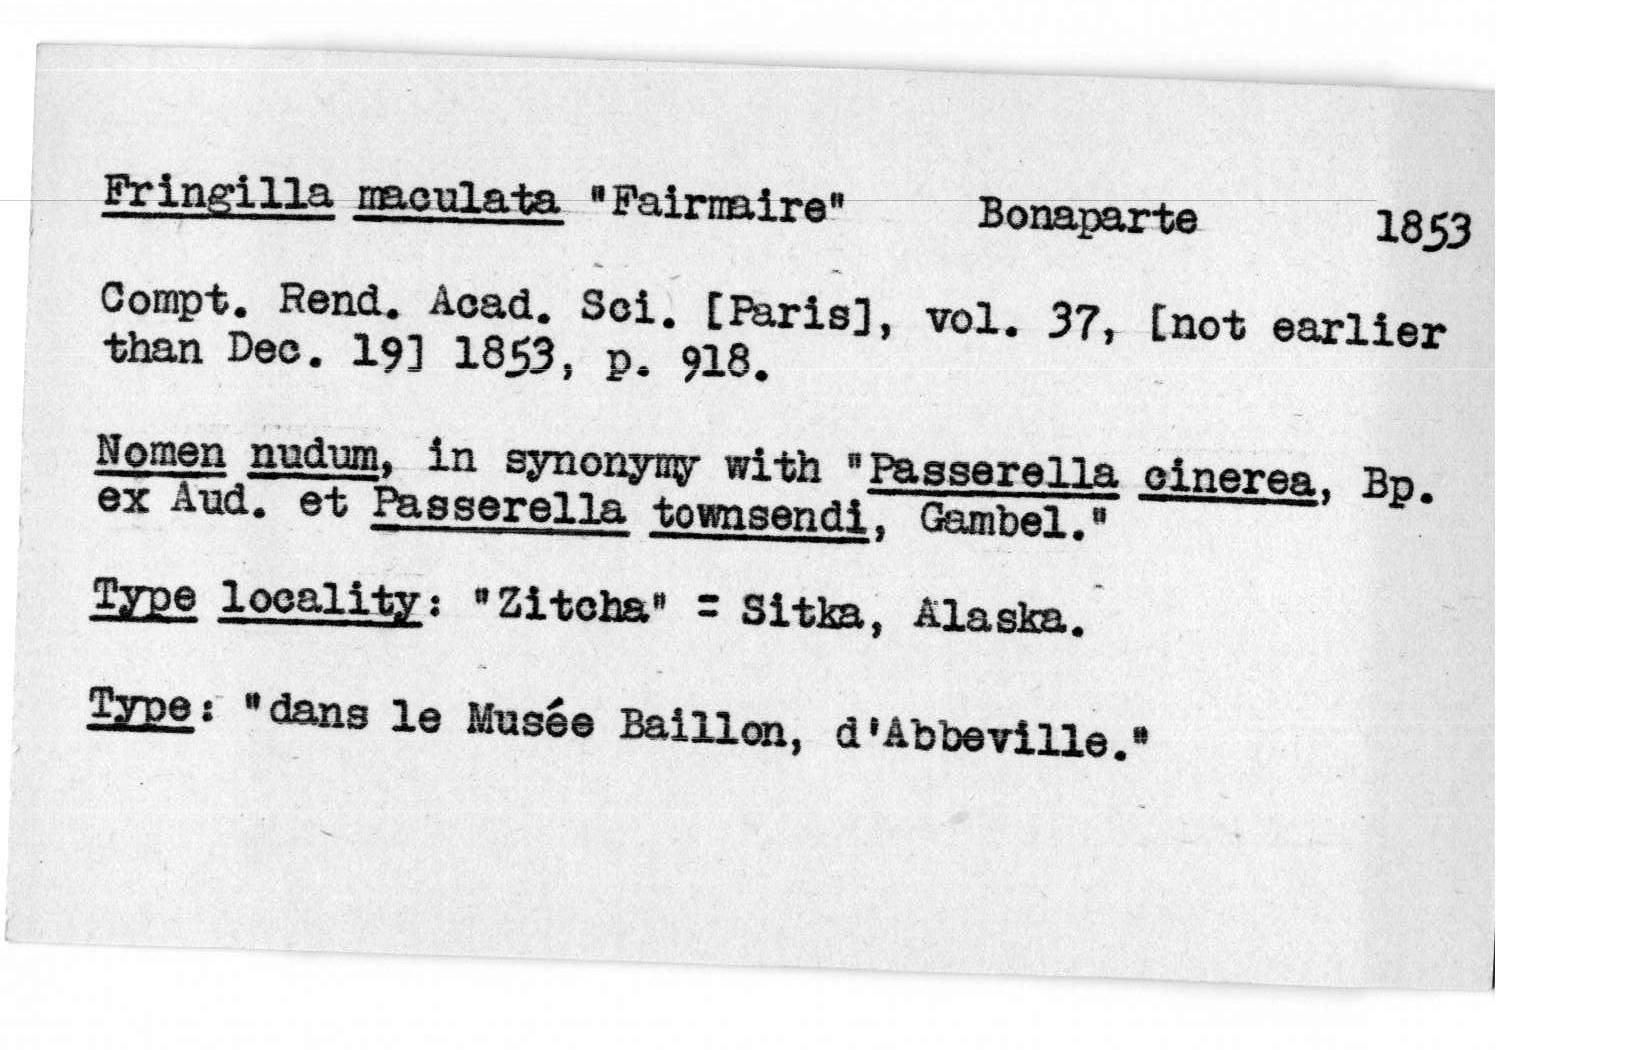 Fringilla maculata "Fairmaire" Bonaparte 1853
Compt. Rend. Acad. Sci. [Paris], vol. 37, [not earlier
than Dec. 19] 1853, p. 918.
Nomen nudum, in synonymy with "Passerella cinerea, Bp.
ex Aud. et Passerella townsendi, Gambel."
Type locality: "Zitcha" = Sitka, Alaska.
Type: "dans le Musée Baillon, d'Abbeville."